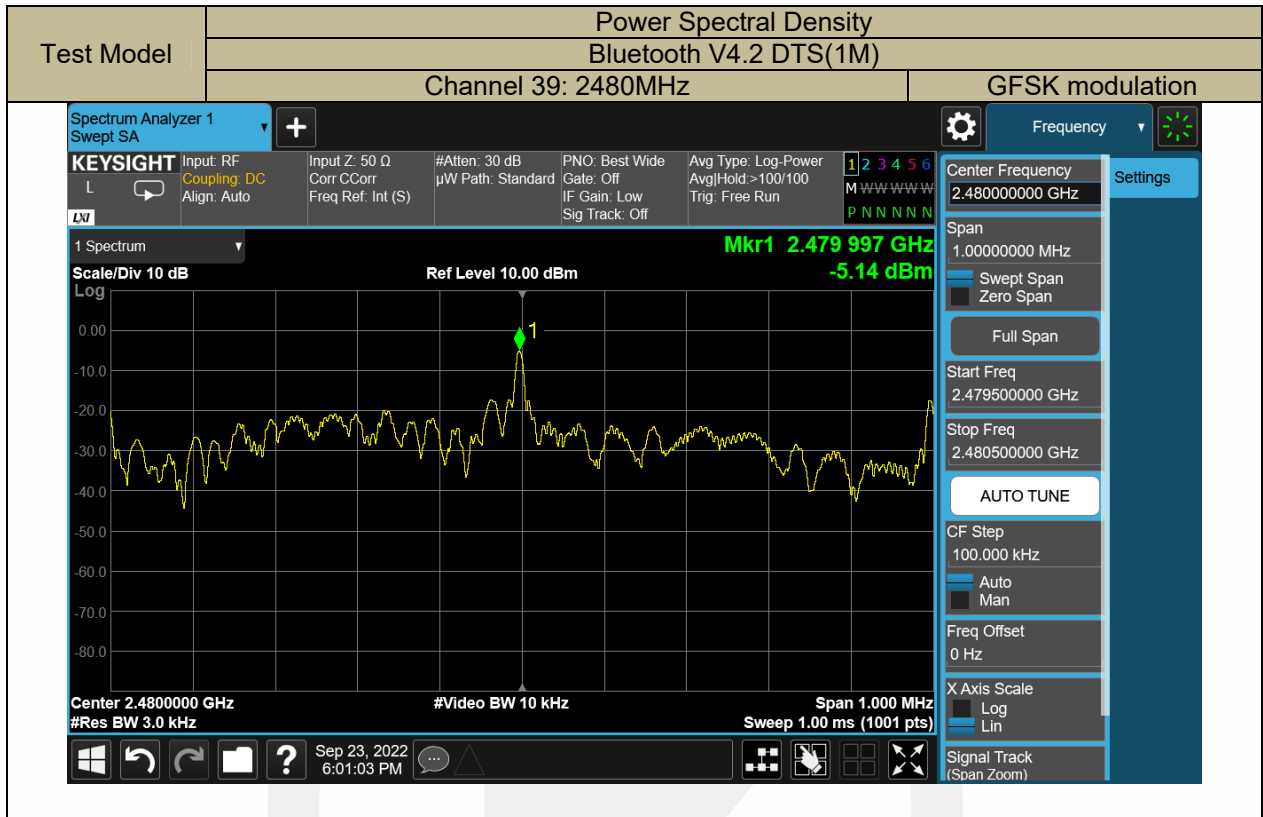 Test Model
Power Spectral Density
Bluetooth V4.2 DTS(1M)
Channel 39: 2480MHz
GFSK modulation
Spectrum Analyzer 1
Swept SA
+
Frequency
KEYSIGHT
L
LXI
Input: RF
Coupling: DC
Align: Auto
Input Z: 50 Ω
Corr CCorr
Freq Ref: Int (S)
#Atten: 30 dB
µW Path: Standard
PNO: Best Wide
Gate: Off
IF Gain: Low
Sig Track: Off
Avg Type: Log-Power
Avg|Hold:>100/100
Trig: Free Run
1 2 3 4 5 6
M W W W W W
P N N N N N
1 Spectrum
Scale/Div 10 dB
Log
Ref Level 10.00 dBm
Mkr1 2.479 997 GHz
-5.14 dBm
1
0.00
-10.0
-20.0
-30.0
-40.0
-50.0
-60.0
-70.0
-80.0
Center 2.4800000 GHz
#Video BW 10 kHz
Span 1.000 MHz
#Res BW 3.0 kHz
Sweep 1.00 ms (1001 pts)
?
Sep 23, 2022
6:01:03 PM
Center Frequency
2.480000000 GHz
Settings
Span
1.00000000 MHz
Swept Span
Zero Span
Full Span
Start Freq
2.479500000 GHz
Stop Freq
2.480500000 GHz
AUTO TUNE
CF Step
100.000 kHz
Auto
Man
Freq Offset
0 Hz
X Axis Scale
Log
Lin
Signal Track
(Span Zoom)